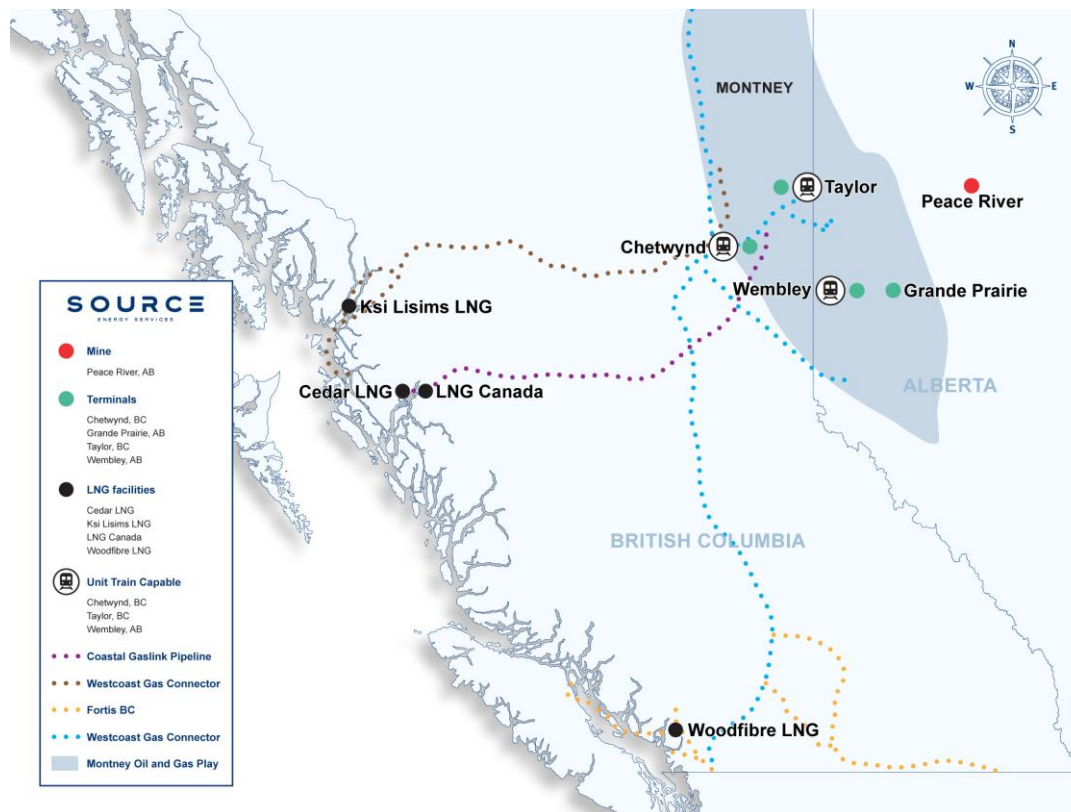 MONTNEY
N
W
E
S
Taylor
Peace River
Chetwynd
Wembley
Grande Prairie
Ksi Lisims LNG
Cedar LNG
LNG Canada
ALBERTA
BRITISH COLUMBIA
Woodfibre LNG
SOURCE
ENERGY SERVICES
Mine
Peace River, AB
Terminals
Chetwynd, BC
Grande Prairie, AB
Taylor, BC
Wembley, AB
LNG facilities
Cedar LNG
Ksi Lisims LNG
LNG Canada
Woodfibre LNG
Unit Train Capable
Chetwynd, BC
Taylor, BC
Wembley, AB
Coastal Gaslink Pipeline
Westcoast Gas Connector
Fortis BC
Westcoast Gas Connector
Montney Oil and Gas Play